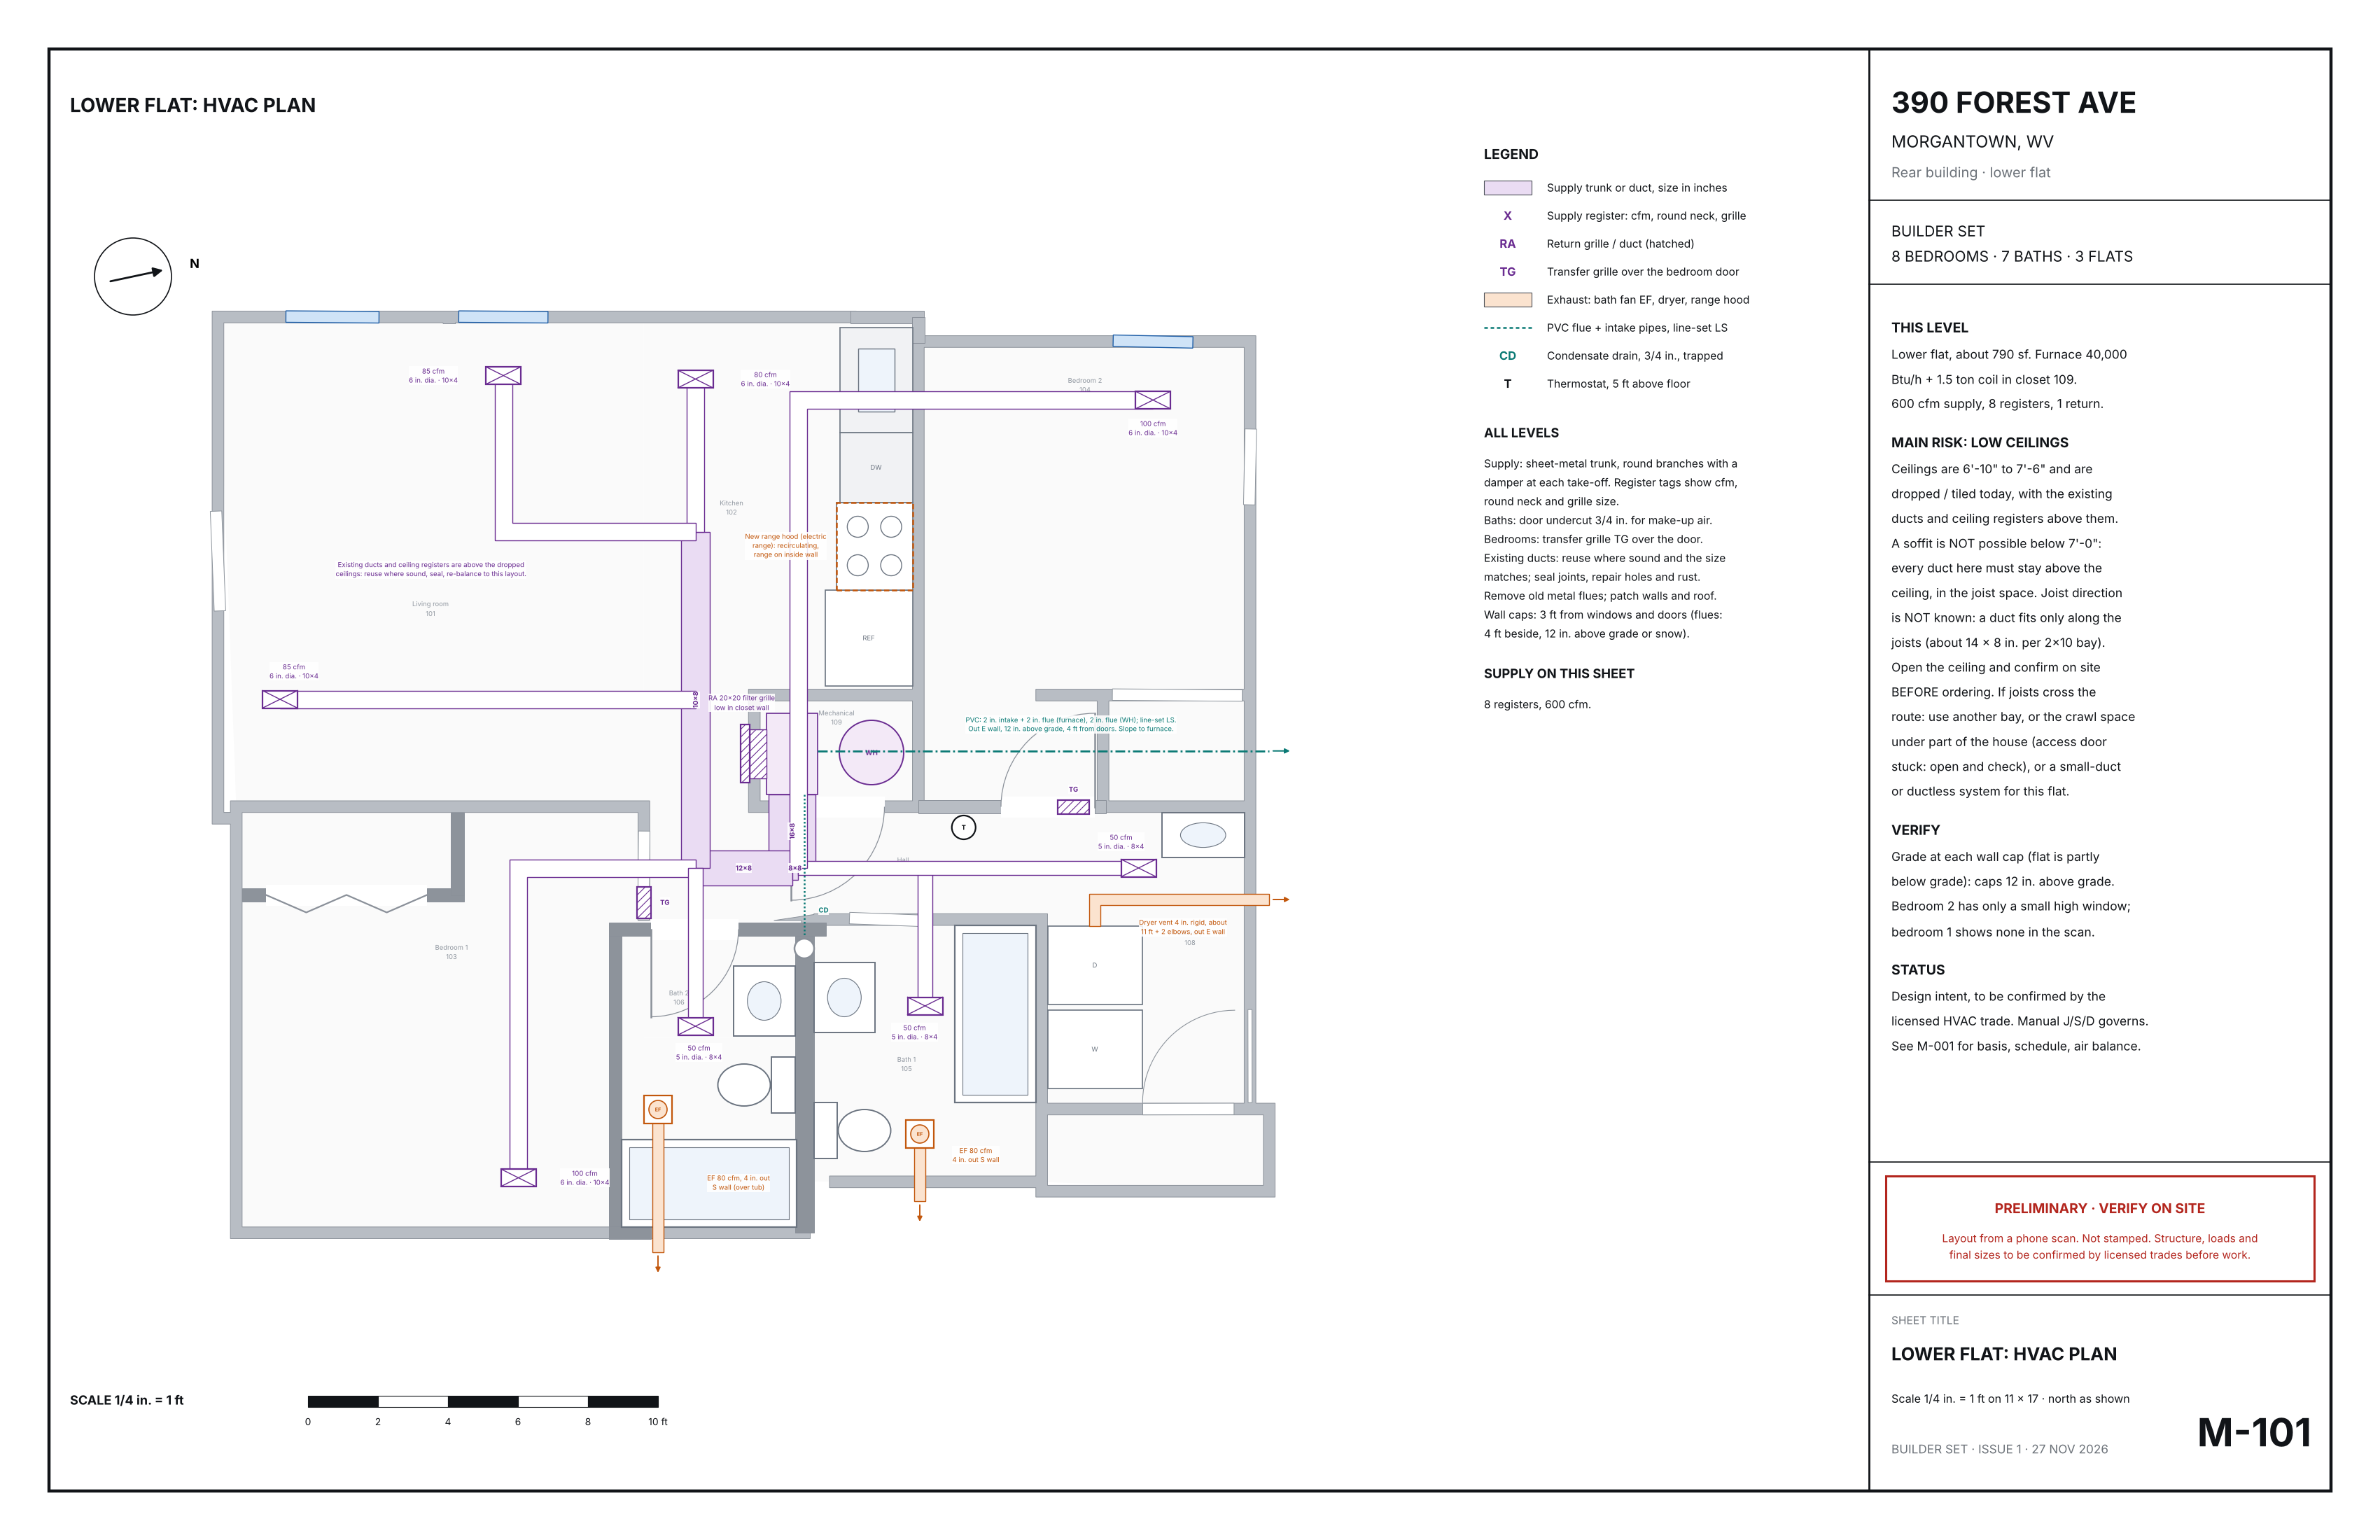 LOWER FLAT: HVAC PLAN
N
85 cfm
6 in. dia. · 10×4
80 cfm
6 in. dia. · 10×4
Bedroom 2
104
100 cfm
6 in. dia. · 10×4
DW
Kitchen
102
New range hood (electric
range): recirculating,
range on inside wall
Existing ducts and ceiling registers are above the dropped
ceilings: reuse where sound, seal, re-balance to this layout.
Living room
101
REF
85 cfm
6 in. dia. · 10×4
10×8
RA 20×20 filter grille
low in closet wall
Mechanical
109
PVC: 2 in. intake + 2 in. flue (furnace), 2 in. flue (WH); line-set LS.
Out E wall, 12 in. above grade, 4 ft from doors. Slope to furnace.
WH
TG
16×8
T
50 cfm
5 in. dia. · 8×4
12×8
8×8
Hall
TG
CD
Dryer vent 4 in. rigid, about
11 ft + 2 elbows, out E wall
108
Bedroom 1
103
D
Bath 2
106
50 cfm
5 in. dia. · 8×4
50 cfm
5 in. dia. · 8×4
W
Bath 1
105
EF
EF
EF 80 cfm
4 in. out S wall
100 cfm
6 in. dia. · 10×4
EF 80 cfm, 4 in. out
S wall (over tub)
SCALE 1/4 in. = 1 ft
0 2 4 6 8 10 ft
LEGEND
Supply trunk or duct, size in inches
X Supply register: cfm, round neck, grille
RA Return grille / duct (hatched)
TG Transfer grille over the bedroom door
Exhaust: bath fan EF, dryer, range hood
PVC flue + intake pipes, line-set LS
CD Condensate drain, 3/4 in., trapped
T Thermostat, 5 ft above floor
ALL LEVELS
Supply: sheet-metal trunk, round branches with a
damper at each take-off. Register tags show cfm,
round neck and grille size.
Baths: door undercut 3/4 in. for make-up air.
Bedrooms: transfer grille TG over the door.
Existing ducts: reuse where sound and the size
matches; seal joints, repair holes and rust.
Remove old metal flues; patch walls and roof.
Wall caps: 3 ft from windows and doors (flues:
4 ft beside, 12 in. above grade or snow).
SUPPLY ON THIS SHEET
8 registers, 600 cfm.
390 FOREST AVE
MORGANTOWN, WV
Rear building · lower flat
BUILDER SET
8 BEDROOMS · 7 BATHS · 3 FLATS
THIS LEVEL
Lower flat, about 790 sf. Furnace 40,000
Btu/h + 1.5 ton coil in closet 109.
600 cfm supply, 8 registers, 1 return.
MAIN RISK: LOW CEILINGS
Ceilings are 6'-10" to 7'-6" and are
dropped / tiled today, with the existing
ducts and ceiling registers above them.
A soffit is NOT possible below 7'-0":
every duct here must stay above the
ceiling, in the joist space. Joist direction
is NOT known: a duct fits only along the
joists (about 14 × 8 in. per 2×10 bay).
Open the ceiling and confirm on site
BEFORE ordering. If joists cross the
route: use another bay, or the crawl space
under part of the house (access door
stuck: open and check), or a small-duct
or ductless system for this flat.
VERIFY
Grade at each wall cap (flat is partly
below grade): caps 12 in. above grade.
Bedroom 2 has only a small high window;
bedroom 1 shows none in the scan.
STATUS
Design intent, to be confirmed by the
licensed HVAC trade. Manual J/S/D governs.
See M-001 for basis, schedule, air balance.
PRELIMINARY · VERIFY ON SITE
Layout from a phone scan. Not stamped. Structure, loads and
final sizes to be confirmed by licensed trades before work.
SHEET TITLE
LOWER FLAT: HVAC PLAN
Scale 1/4 in. = 1 ft on 11 × 17 · north as shown
M-101
BUILDER SET · ISSUE 1 · 27 NOV 2026